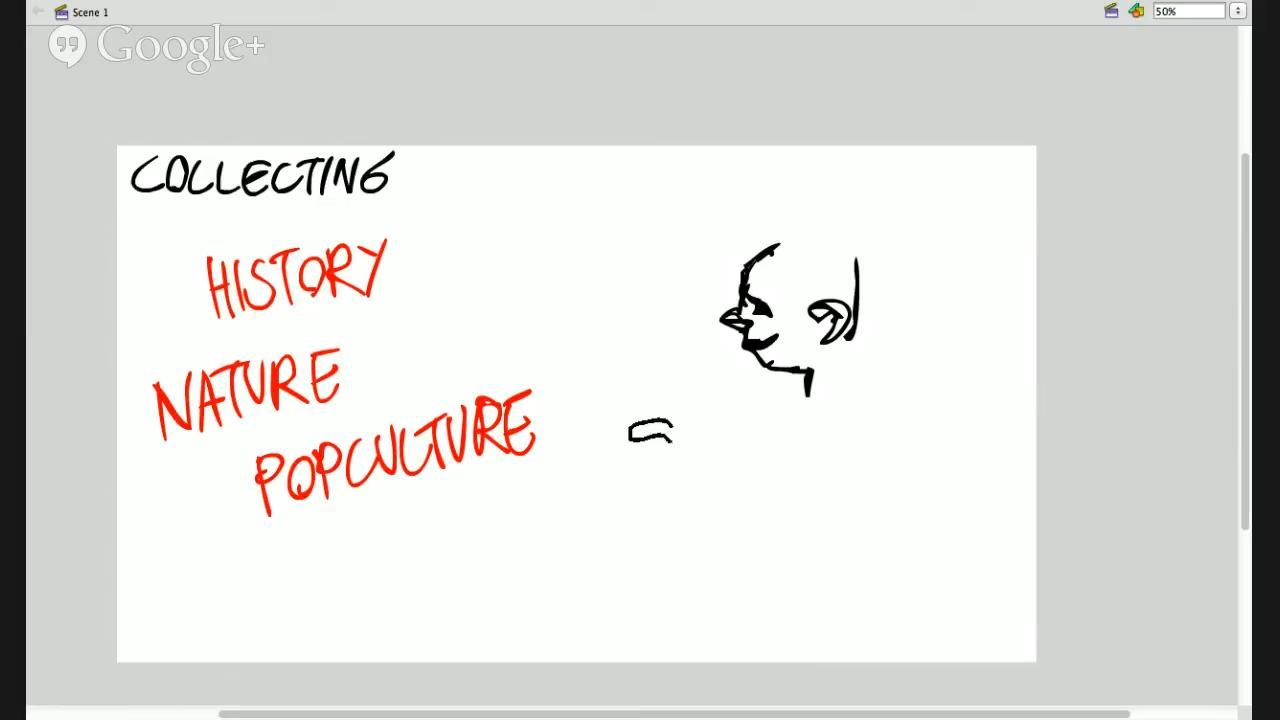 Scene 1
50%
Google+
COLLECTING
HISTORY
NATURE
POPCULTURE